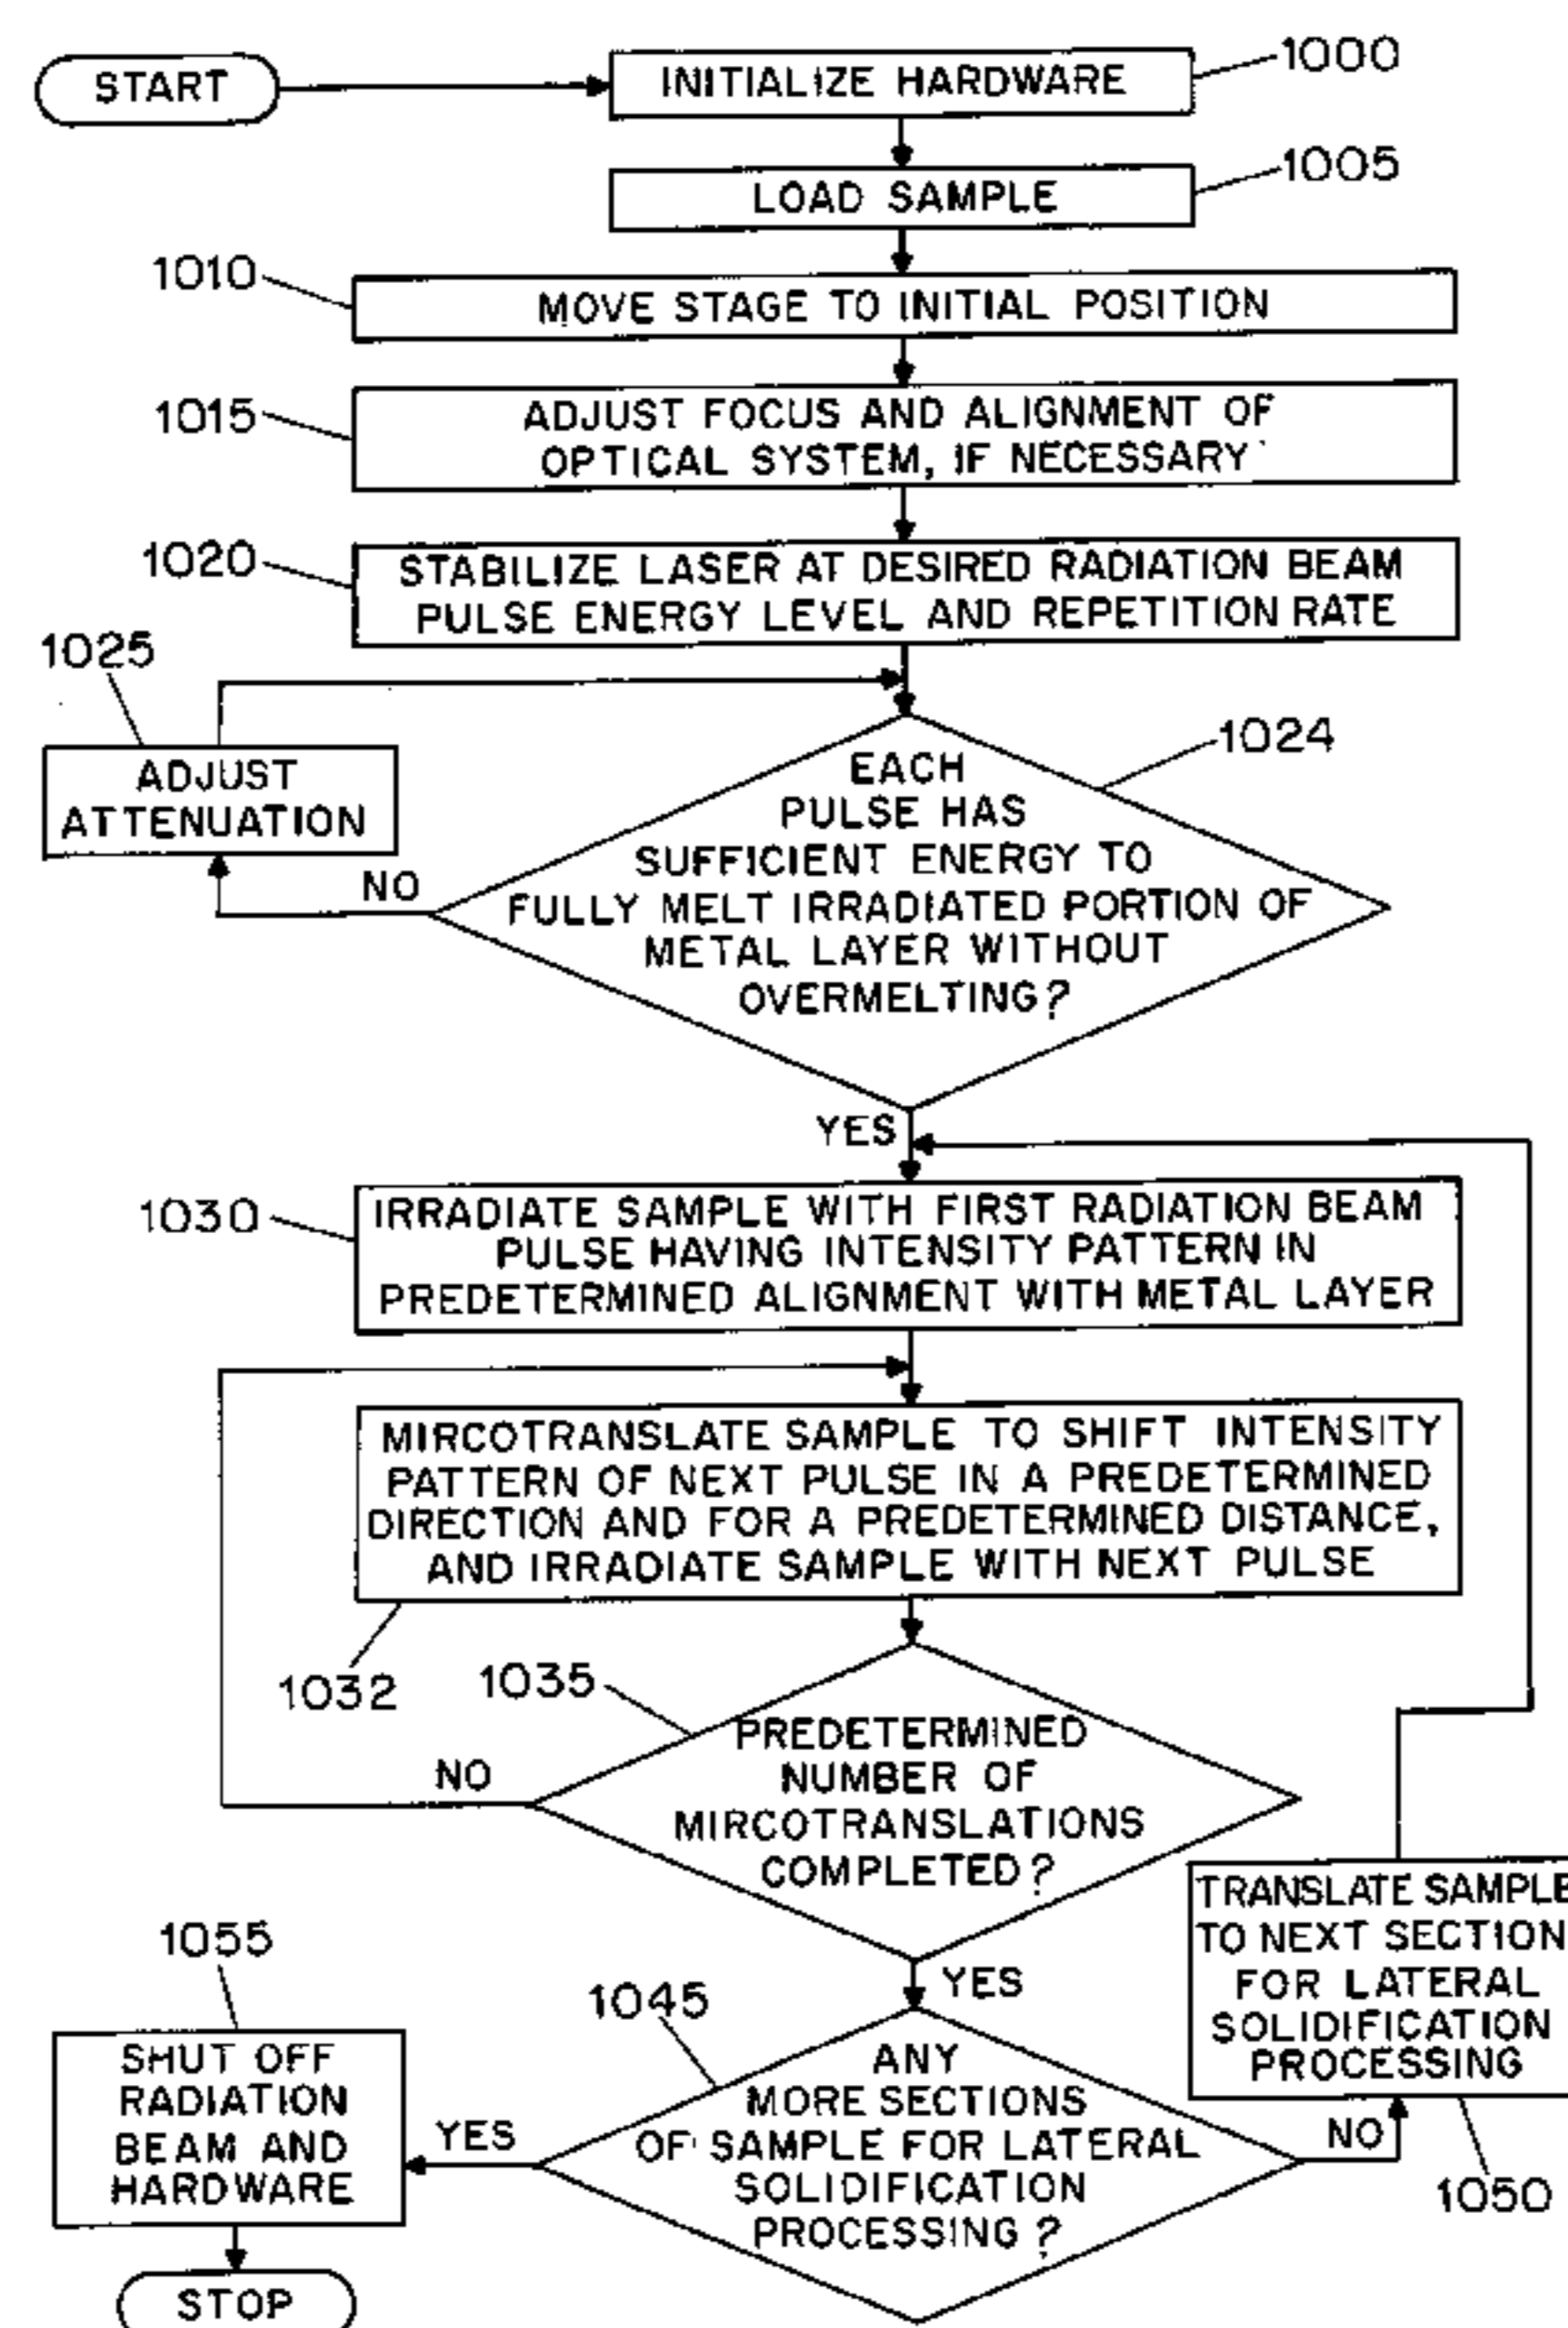 START
INITIALIZE HARDWARE
1000
LOAD SAMPLE
1005
1010
MOVE STAGE TO INITIAL POSITION
1015
ADJUST FOCUS AND ALIGNMENT OF
OPTICAL SYSTEM, IF NECESSARY
1020
STABILIZE LASER AT DESIRED RADIATION BEAM
PULSE ENERGY LEVEL AND REPETITION RATE
1025
ADJUST
ATTENUATION
1024
EACH
PULSE HAS
SUFFICIENT ENERGY TO
FULLY MELT IRRADIATED PORTION OF
METAL LAYER WITHOUT
OVERMELTING?
NO
YES
1030
IRRADIATE SAMPLE WITH FIRST RADIATION BEAM
PULSE HAVING INTENSITY PATTERN IN
PREDETERMINED ALIGNMENT WITH METAL LAYER
MIRCOTRANSLATE SAMPLE TO SHIFT INTENSITY
PATTERN OF NEXT PULSE IN A PREDETERMINED
DIRECTION AND FOR A PREDETERMINED DISTANCE,
AND IRRADIATE SAMPLE WITH NEXT PULSE
1032
1035
PREDETERMINED
NUMBER OF
MIRCOTRANSLATIONS
COMPLETED?
NO
YES
TRANSLATE SAMPLE
TO NEXT SECTION
FOR LATERAL
SOLIDIFICATION
PROCESSING
1050
1045
ANY
MORE SECTIONS
OF SAMPLE FOR LATERAL
SOLIDIFICATION
PROCESSING?
YES
NO
1055
SHUT OFF
RADIATION
BEAM AND
HARDWARE
STOP